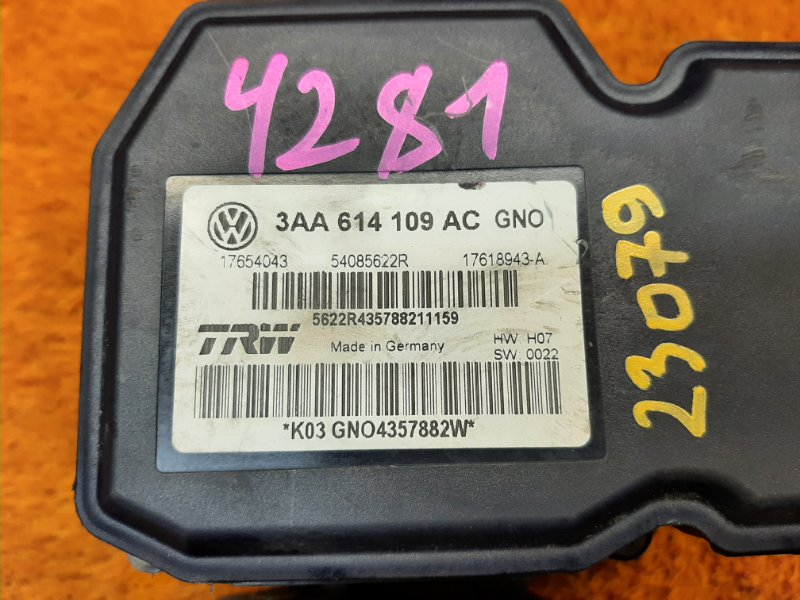 4281
3AA 614 109 AC GNO
17654043 54085622R 17618943-A
5622R435788211159
TRW Made in Germany HW H07
SW 0022
*K03 GNO4357882W*
23079